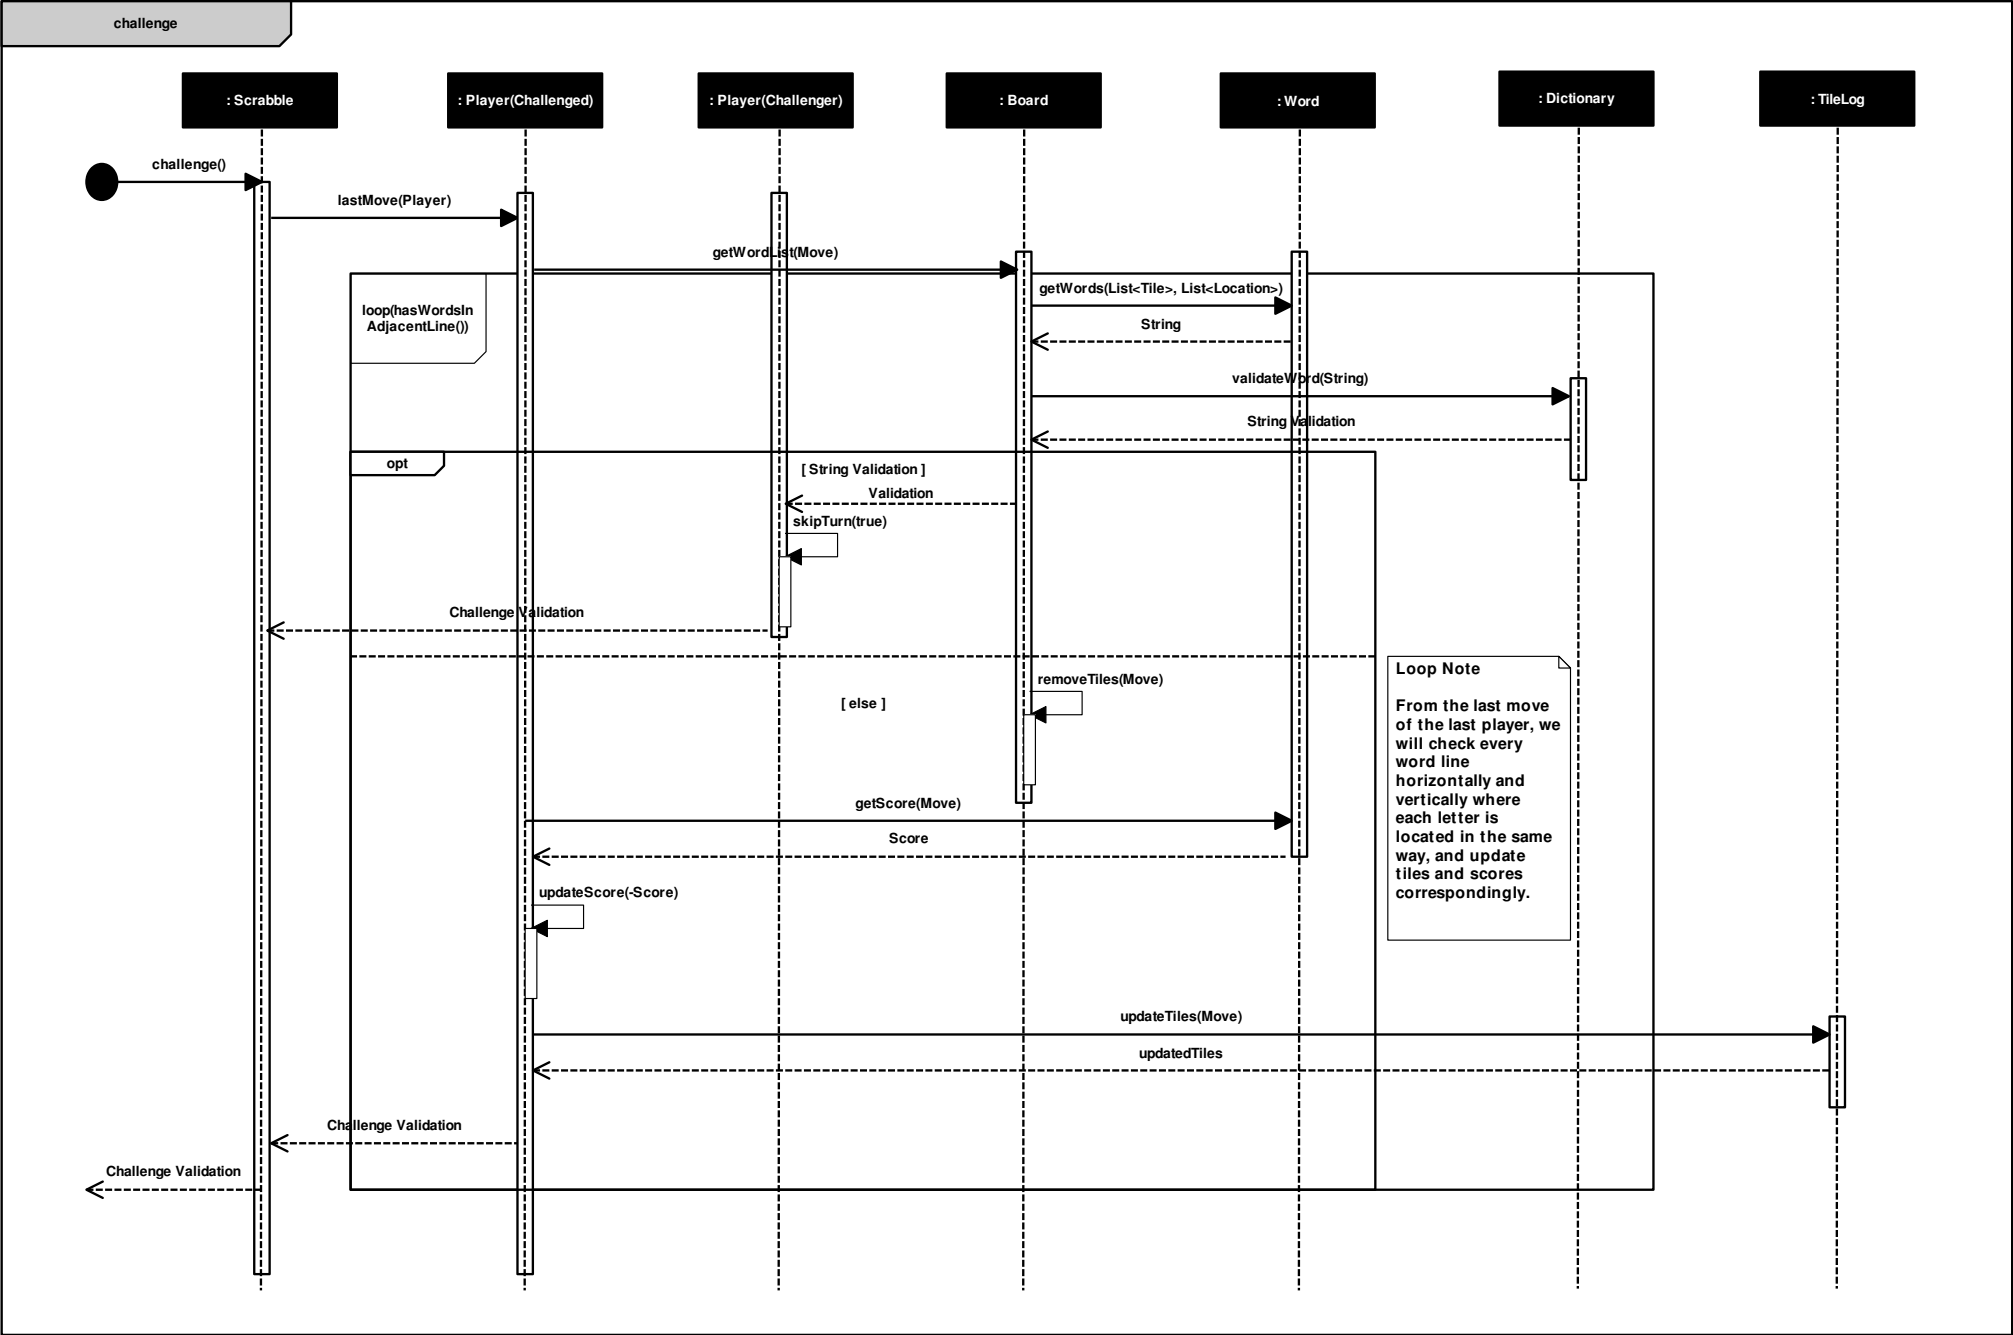 challenge
: Scrabble
: Player(Challenged)
: Player(Challenger)
: Board
: Word
: Dictionary
: TileLog
challenge()
lastMove(Player)
getWordList(Move)
getWords(List<Tile>, List<Location>)
loop(hasWordsIn
AdjacentLine())
String
validateWord(String)
String Validation
opt
[ String Validation ]
Validation
skipTurn(true)
Challenge Validation
Loop Note
From the last move
of the last player, we
will check every
word line
horizontally and
vertically where
each letter is
located in the same
way, and update
tiles and scores
correspondingly.
removeTiles(Move)
[ else ]
getScore(Move)
Score
updateScore(-Score)
updateTiles(Move)
updatedTiles
Challenge Validation
Challenge Validation